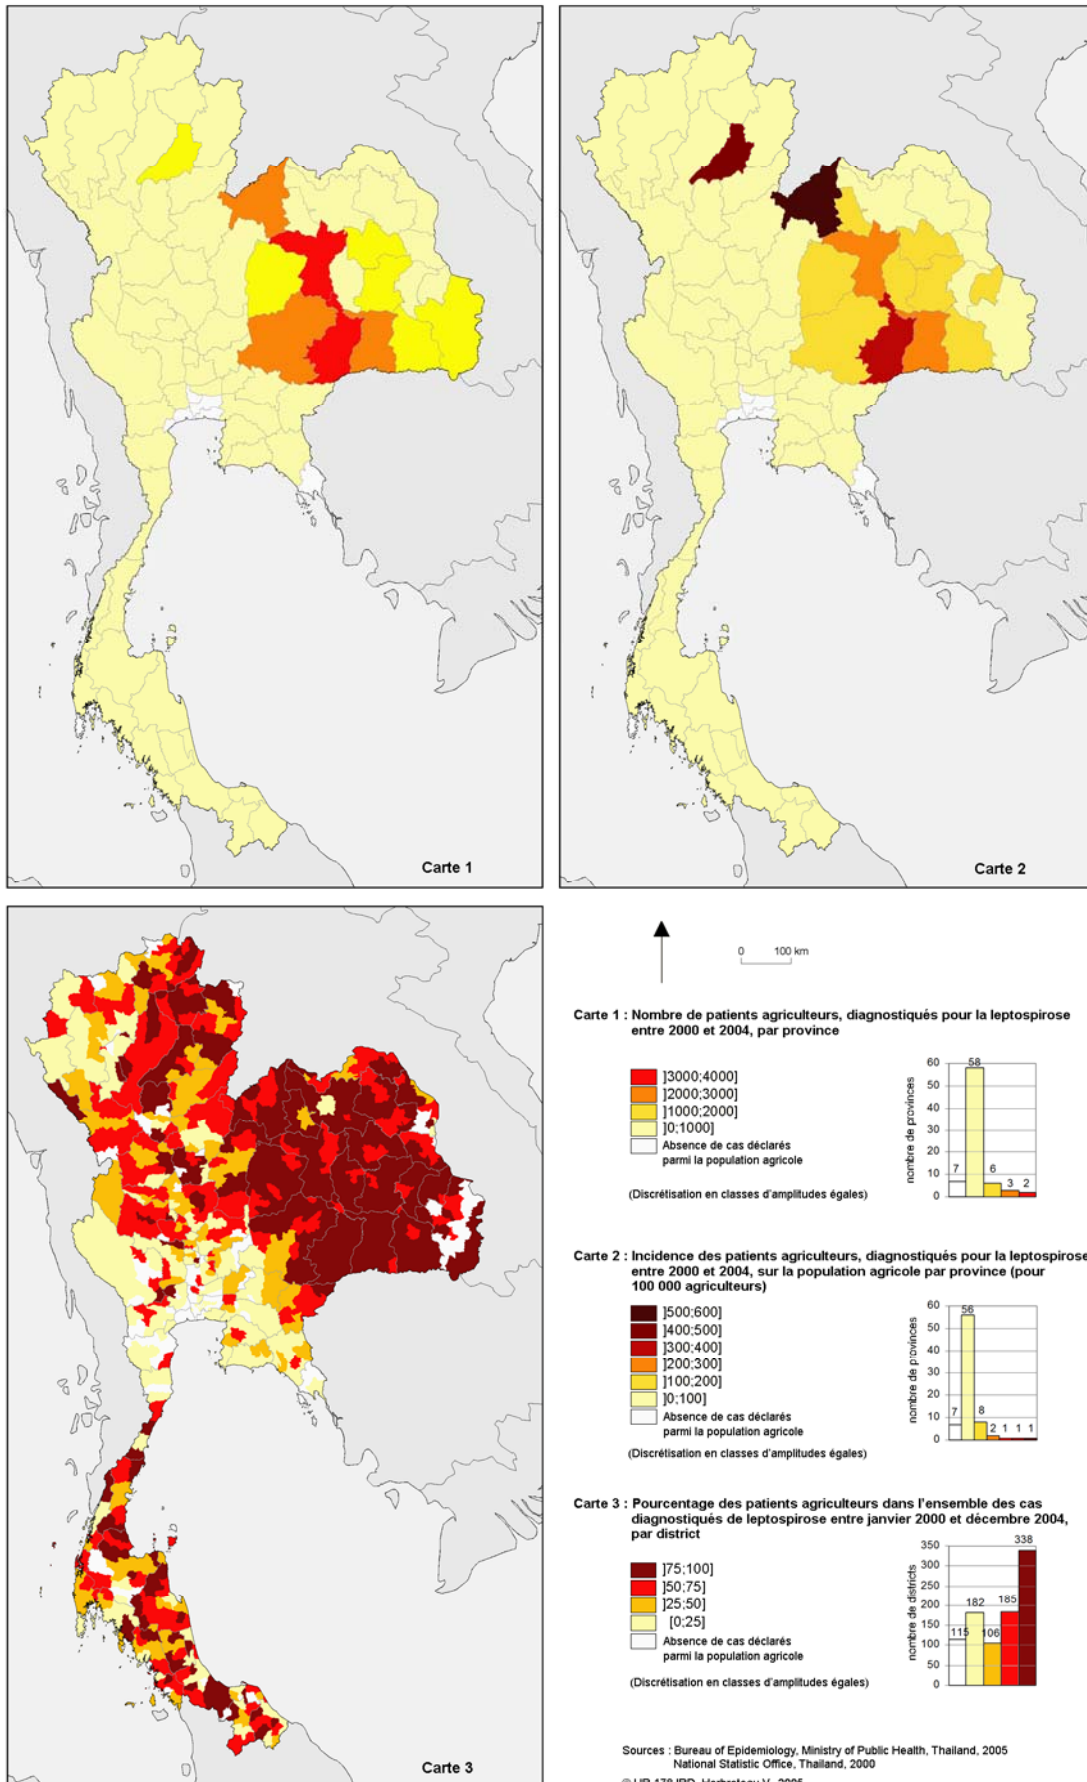 Carte 1
Carte 2
Carte 3
0 100 km
Carte 1 : Nombre de patients agriculteurs, diagnostiqués pour la leptospirose
entre 2000 et 2004, par province
]3000;4000]
]2000;3000]
]1000;2000]
]0;1000]
Absence de cas déclarés
parmi la population agricole
(Discrétisation en classes d'amplitudes égales)
nombre de provinces
60
50
40
30
20
10
0
7
58
6
3
2
Carte 2 : Incidence des patients agriculteurs, diagnostiqués pour la leptospirose
entre 2000 et 2004, sur la population agricole par province (pour
100 000 agriculteurs)
]500;600]
]400;500]
]300;400]
]200;300]
]100;200]
]0;100]
Absence de cas déclarés
parmi la population agricole
(Discrétisation en classes d'amplitudes égales)
nombre de provinces
60
50
40
30
20
10
0
7
56
8
2
1
1
1
Carte 3 : Pourcentage des patients agriculteurs dans l'ensemble des cas
diagnostiqués de leptospirose entre janvier 2000 et décembre 2004,
par district
]75;100]
]50;75]
]25;50]
[0;25]
Absence de cas déclarés
parmi la population agricole
(Discrétisation en classes d'amplitudes égales)
nombre de districts
350
300
250
200
150
100
50
0
115
182
106
185
338
Sources : Bureau of Epidemiology, Ministry of Public Health, Thailand, 2005
National Statistic Office, Thailand, 2000